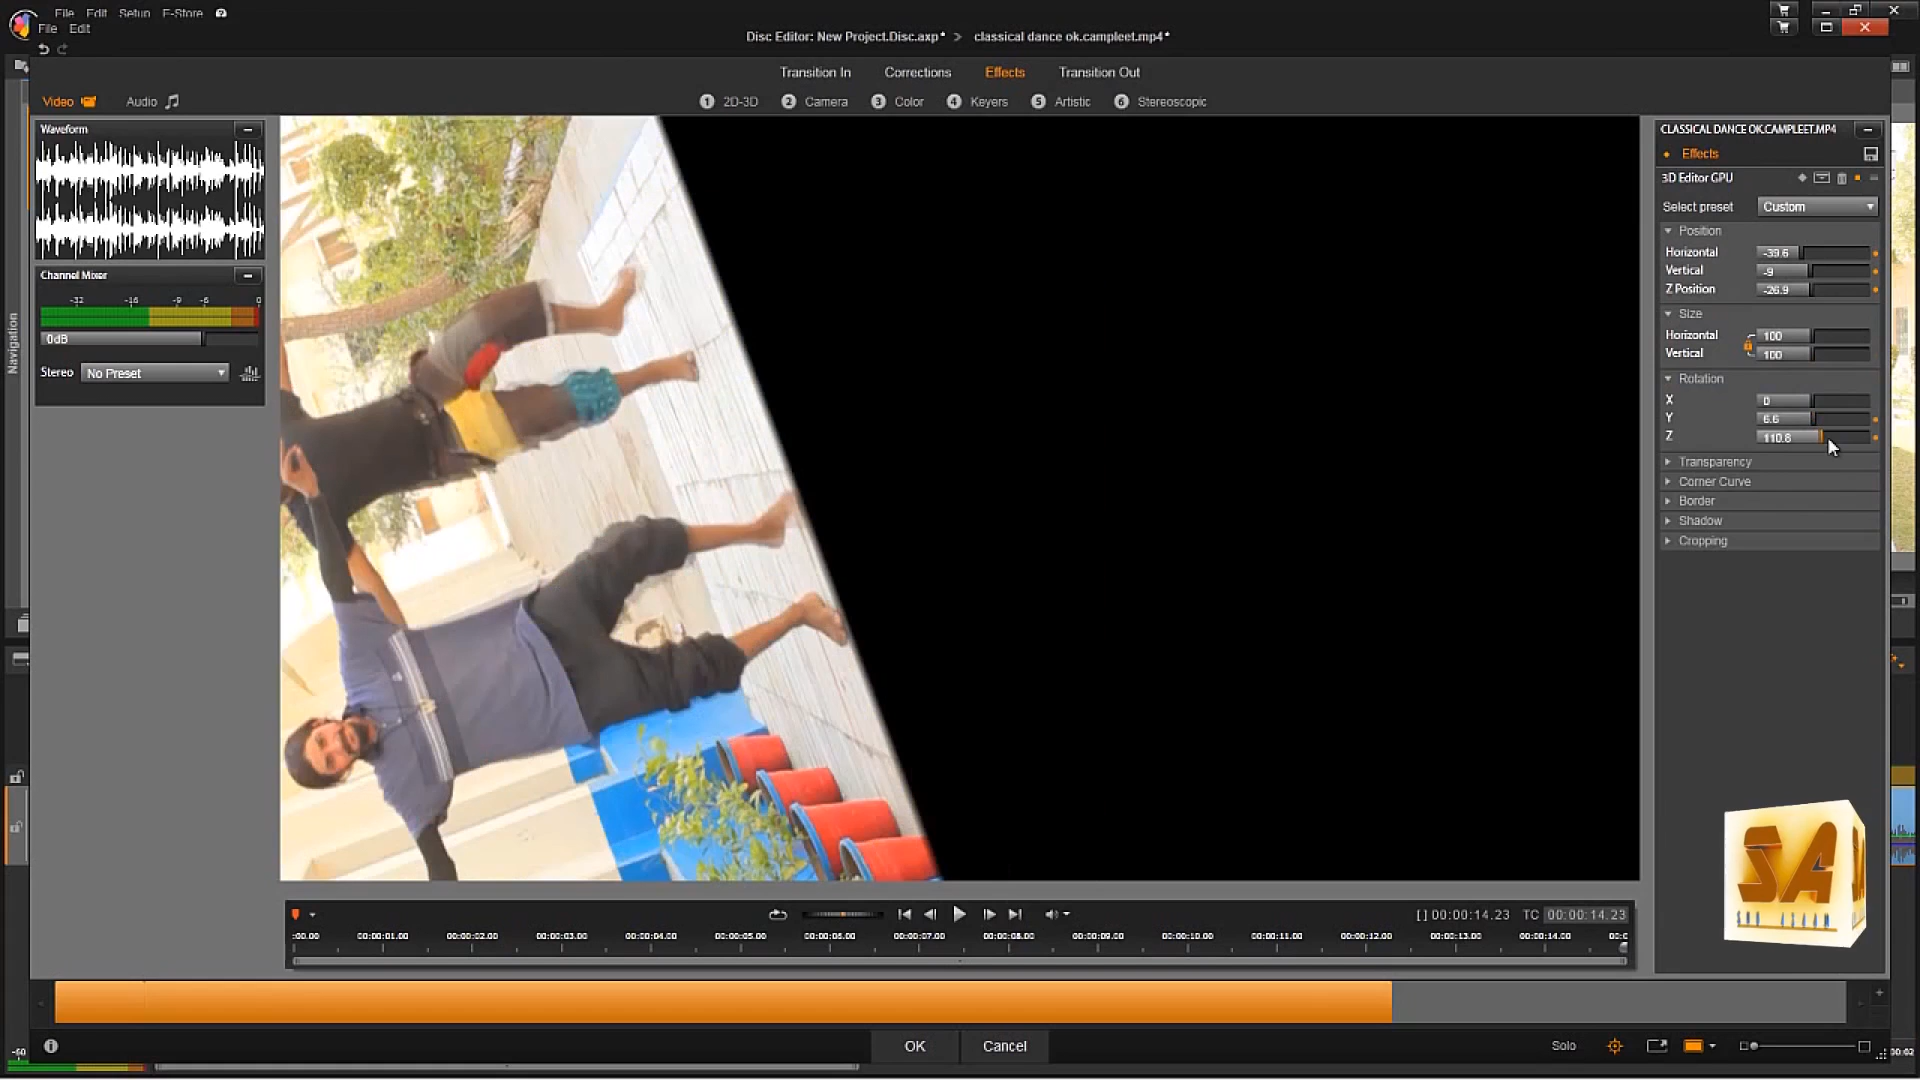 File Edit Setup E-Store ?
File Edit
Disc Editor: New Project.Disc.axp* > classical dance ok.campleet.mp4*
Transition In Corrections Effects Transition Out
Video Audio
1 2D-3D 2 Camera 3 Color 4 Keyers 5 Artistic 6 Stereoscopic
Waveform
Channel Mixer
-32 -16 -9 -6 0
0dB
Stereo No Preset
Navigation
CLASSICAL DANCE OK.CAMPLEET.MP4
Effects
3D Editor GPU
Select preset Custom
Position
Horizontal -39.6
Vertical -9
Z Position -26.9
Size
Horizontal 100
Vertical 100
Rotation
X 0
Y 6.6
Z 110.8
Transparency
Corner Curve
Border
Shadow
Cropping
SAM
[ ] 00:00:14.23 TC 00:00:14.23
:00.00 00:00:01.00 00:00:02.00 00:00:03.00 00:00:04.00 00:00:05.00 00:00:06.00 00:00:07.00 00:00:08.00 00:00:09.00 00:00:10.00 00:00:11.00 00:00:12.00 00:00:13.00 00:00:14.00
OK Cancel
Solo
-60
00:02